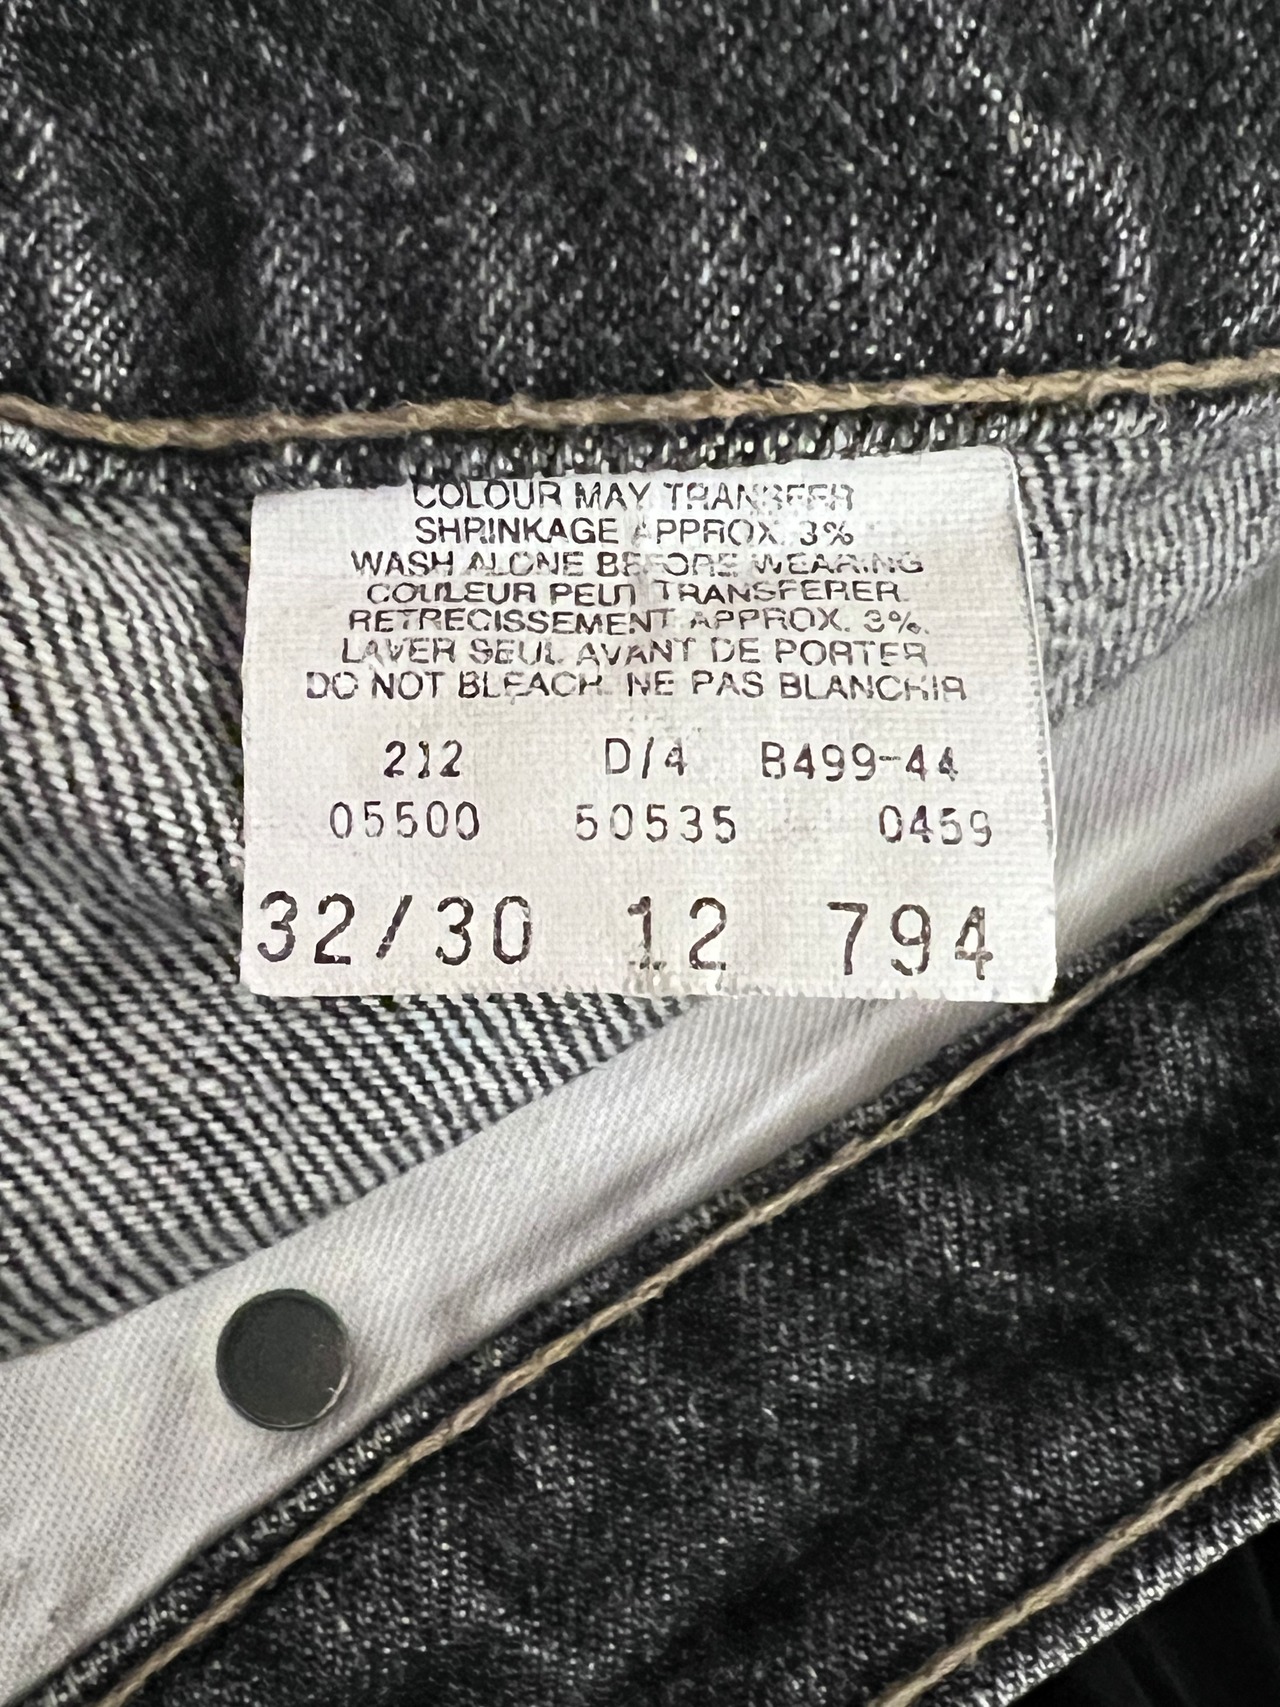 COLOUR MAY TRANSFER
SHRINKAGE APPROX. 3%
WASH ALONE BEFORE WEARING
COULEUR PEUT TRANSFERER.
RETRECISSEMENT APPROX. 3%.
LAVER SEUL AVANT DE PORTER
DO NOT BLEACH. NE PAS BLANCHIR
212 D/4 B499-44
05500 50535 0459
32/30 12 794